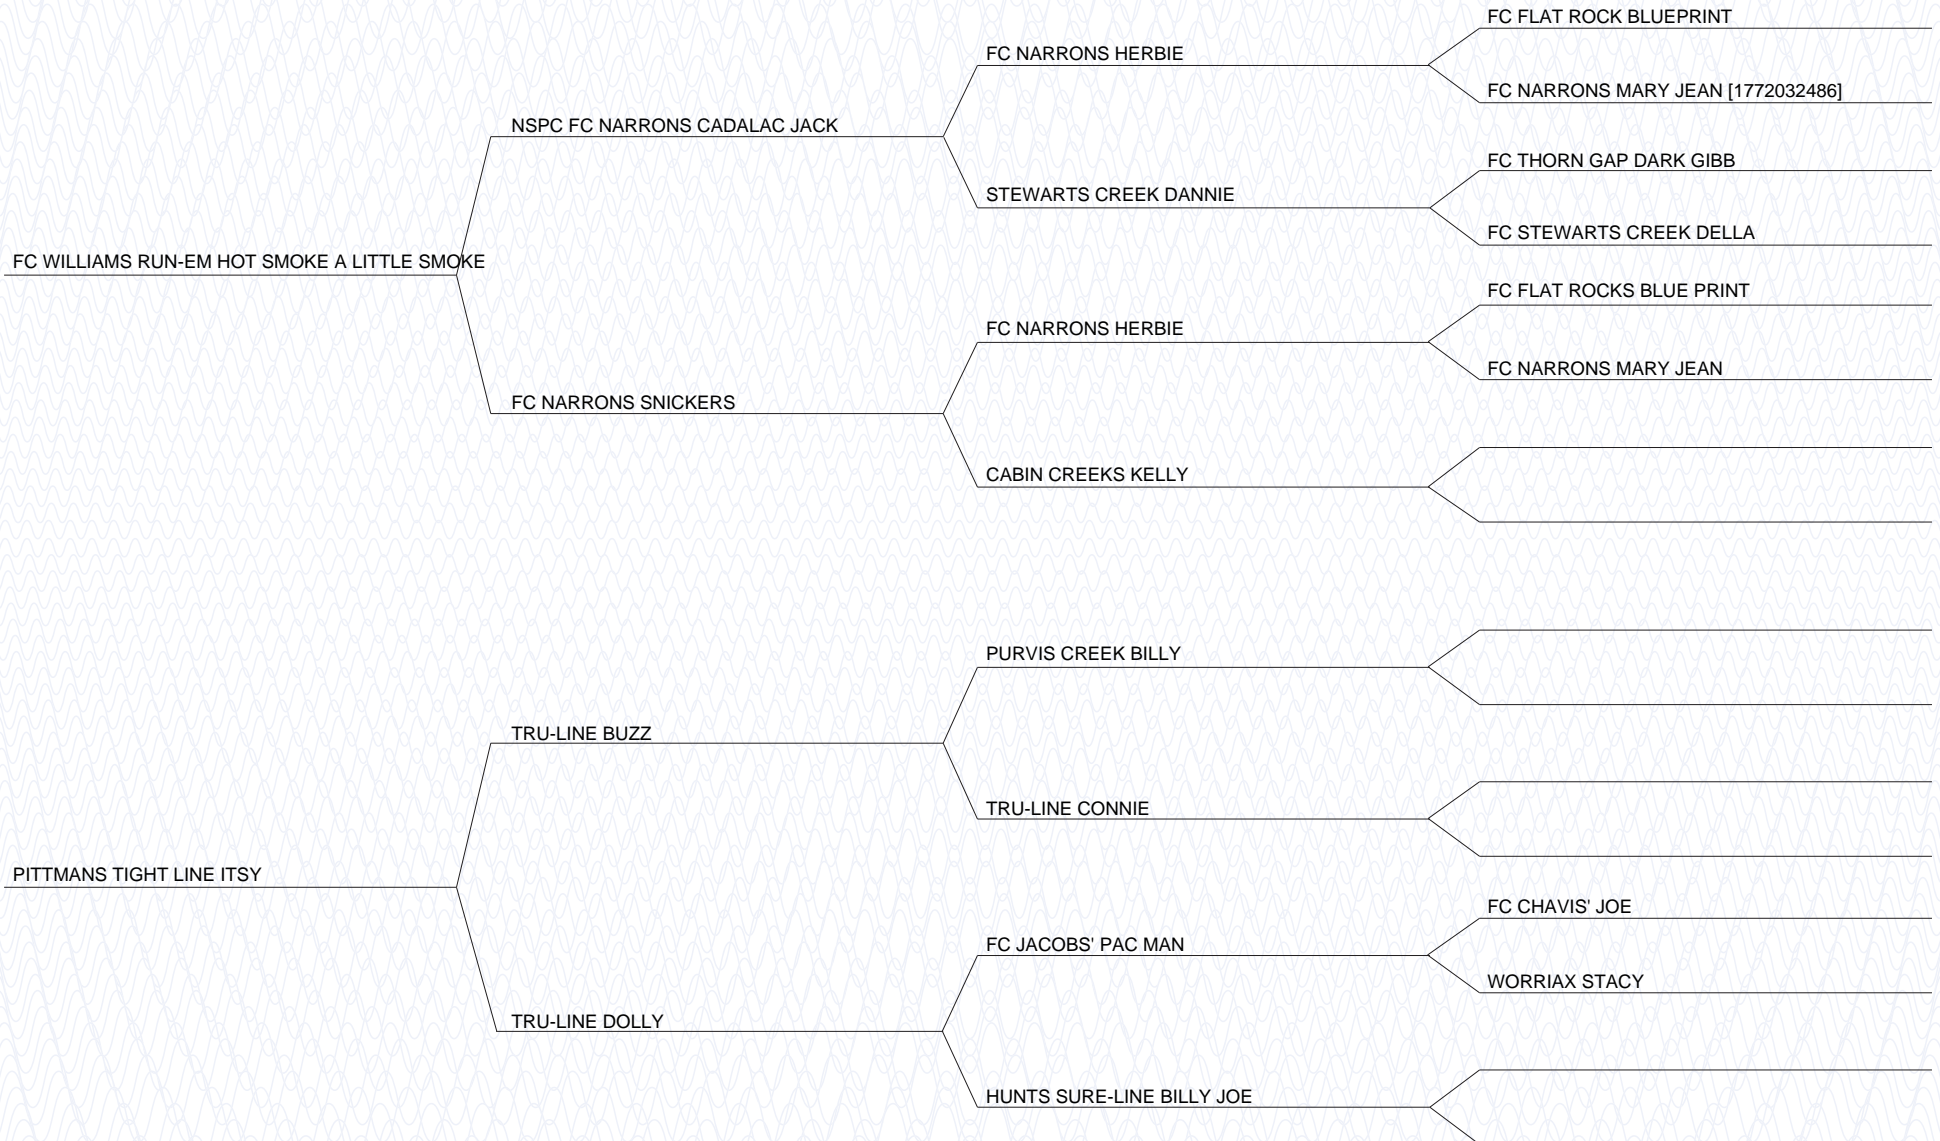 FC FLAT ROCK BLUEPRINT
FC NARRONS HERBIE
FC NARRONS MARY JEAN [1772032486]
NSPC FC NARRONS CADALAC JACK
FC THORN GAP DARK GIBB
STEWARTS CREEK DANNIE
FC STEWARTS CREEK DELLA
FC WILLIAMS RUN-EM HOT SMOKE A LITTLE SMOKE
FC FLAT ROCKS BLUE PRINT
FC NARRONS HERBIE
FC NARRONS MARY JEAN
FC NARRONS SNICKERS
CABIN CREEKS KELLY
PURVIS CREEK BILLY
TRU-LINE BUZZ
TRU-LINE CONNIE
PITTMANS TIGHT LINE ITSY
FC CHAVIS' JOE
FC JACOBS' PAC MAN
WORRIAX STACY
TRU-LINE DOLLY
HUNTS SURE-LINE BILLY JOE